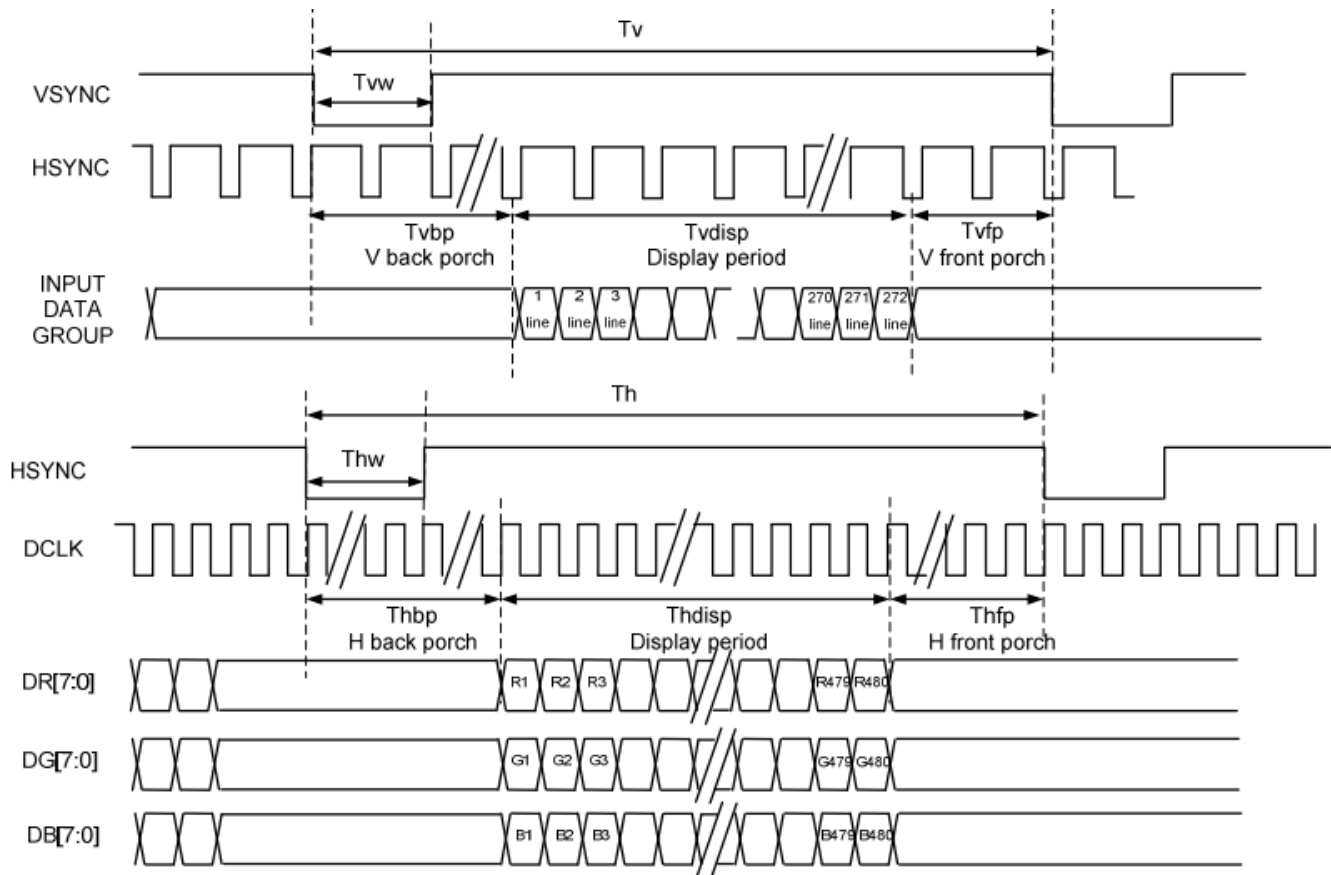 Tv
VSYNC
Tvw
HSYNC
Tvbp
V back porch
Tvdisp
Display period
Tvfp
V front porch
INPUT
DATA
GROUP
1
line
2
line
3
line
270
line
271
line
272
line
Th
HSYNC
Thw
DCLK
Thbp
H back porch
Thdisp
Display period
Thfp
H front porch
DR[7:0]
R1
R2
R3
R479
R480
DG[7:0]
G1
G2
G3
G479
G480
DB[7:0]
B1
B2
B3
B479
B480